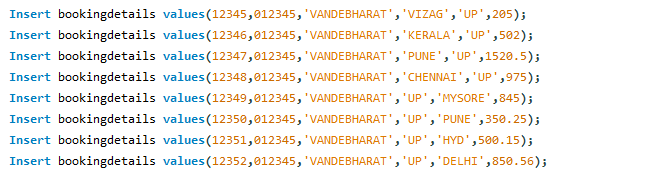 Insert bookingdetails values(12345,012345,'VANDEBHARAT','VIZAG','UP',205);
Insert bookingdetails values(12346,012345,'VANDEBHARAT','KERALA','UP',502);
Insert bookingdetails values(12347,012345,'VANDEBHARAT','PUNE','UP',1520.5);
Insert bookingdetails values(12348,012345,'VANDEBHARAT','CHENNAI','UP',975);
Insert bookingdetails values(12349,012345,'VANDEBHARAT','UP','MYSORE',845);
Insert bookingdetails values(12350,012345,'VANDEBHARAT','UP','PUNE',350.25);
Insert bookingdetails values(12351,012345,'VANDEBHARAT','UP','HYD',500.15);
Insert bookingdetails values(12352,012345,'VANDEBHARAT','UP','DELHI',850.56);